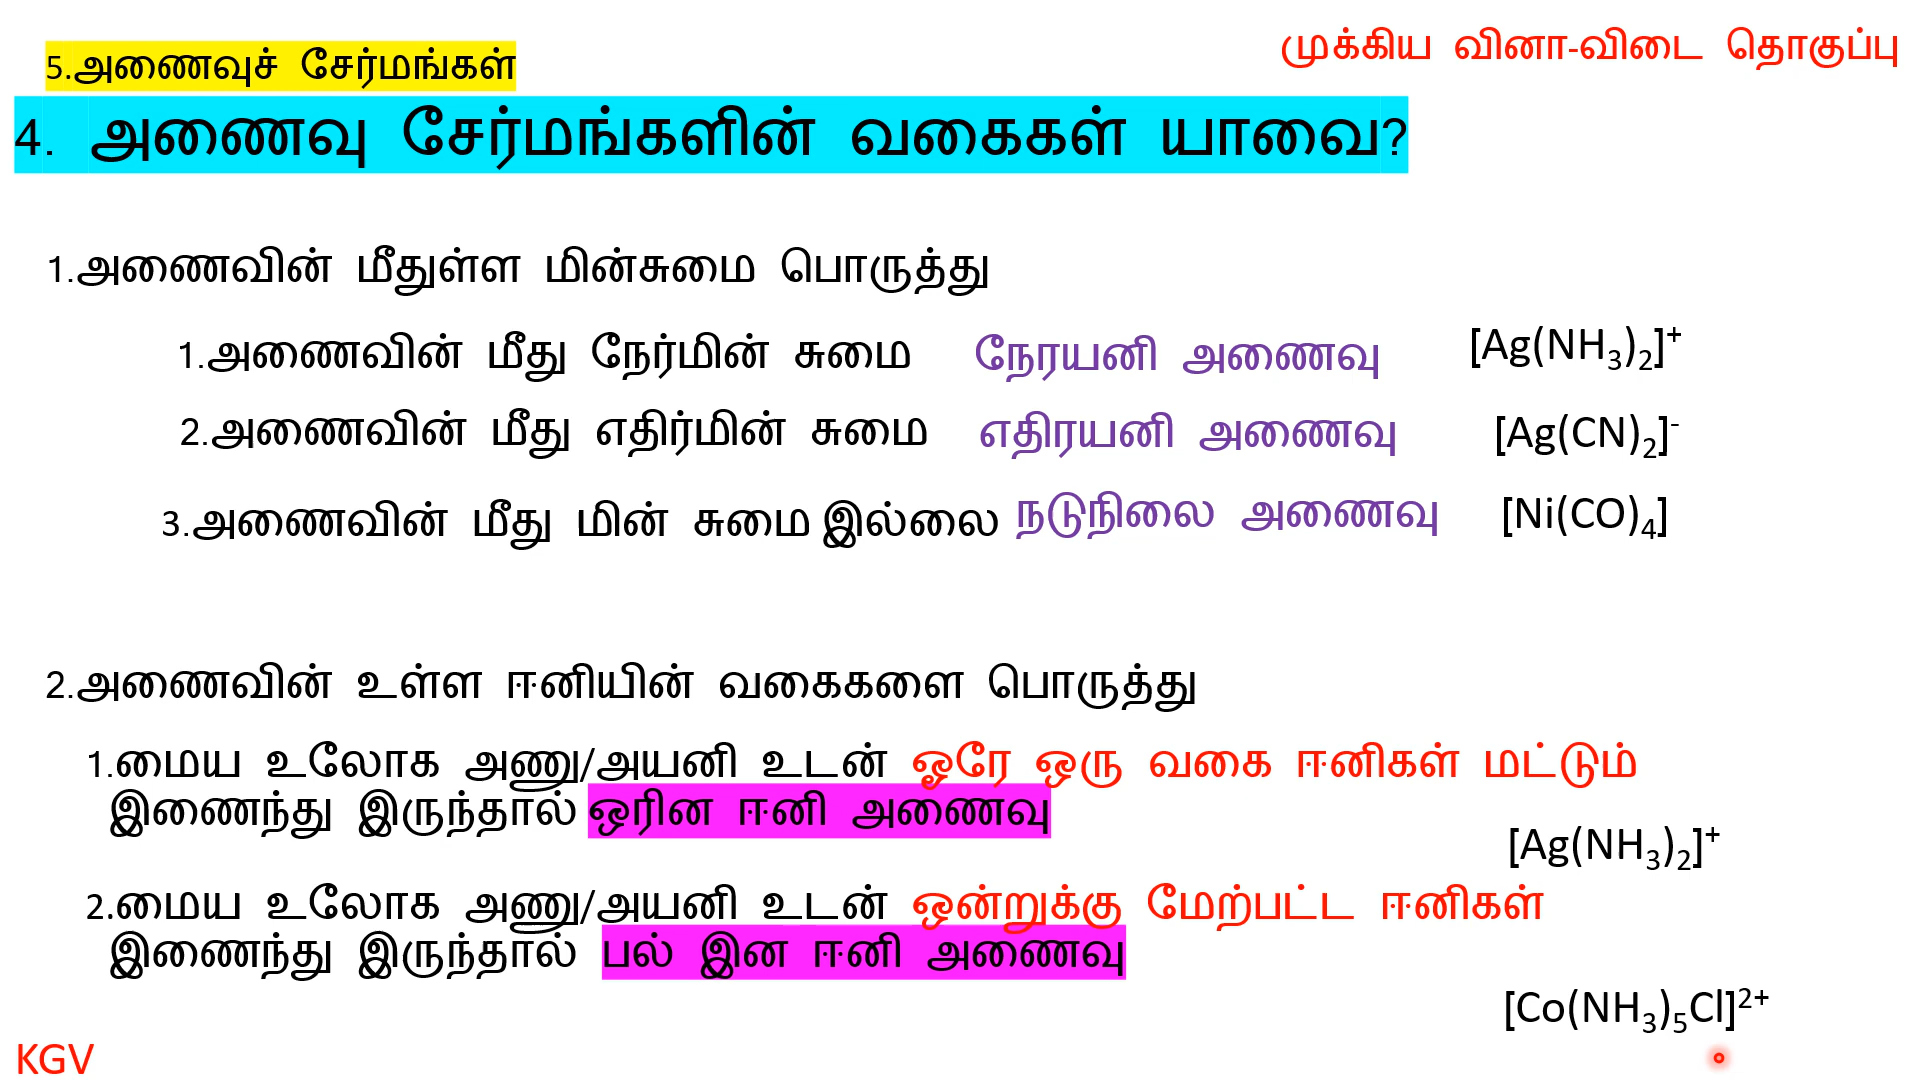 முக்கிய வினா-விடை தொகுப்பு
5.அணைவுச் சேர்மங்கள்
4. அணைவு சேர்மங்களின் வகைகள் யாவை?
1.அணைவின் மீதுள்ள மின்சுமை பொருத்து
1.அணைவின் மீது நேர்மின் சுமை நேரயனி அணைவு [Ag(NH₃)₂]⁺
2.அணைவின் மீது எதிர்மின் சுமை எதிரயனி அணைவு [Ag(CN)₂]⁻
3.அணைவின் மீது மின் சுமை இல்லை நடுநிலை அணைவு [Ni(CO)₄]
2.அணைவின் உள்ள ஈனியின் வகைகளை பொருத்து
1.மைய உலோக அணு/அயனி உடன் ஓரே ஒரு வகை ஈனிகள் மட்டும்
இணைந்து இருந்தால் ஒரின ஈனி அணைவு
[Ag(NH₃)₂]⁺
2.மைய உலோக அணு/அயனி உடன் ஒன்றுக்கு மேற்பட்ட ஈனிகள்
இணைந்து இருந்தால் பல் இன ஈனி அணைவு
[Co(NH₃)₅Cl]²⁺
KGV